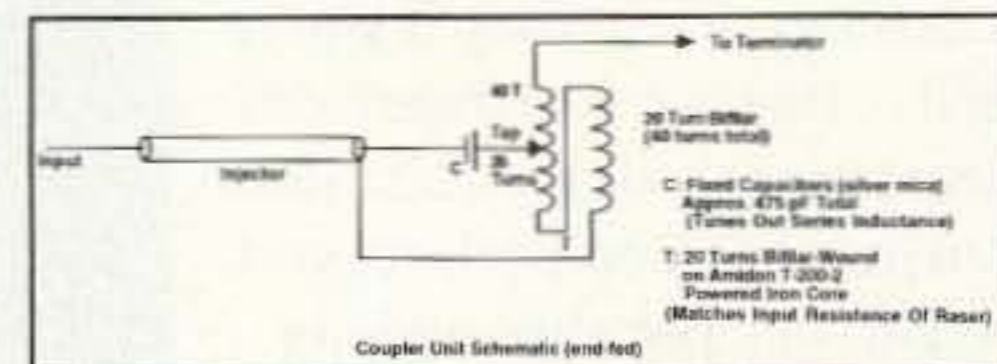 To Terminator
40 T
20 Turn Bifilar
(40 turns total)
Input
Injector
C
Tap
Turns
T
C: Fixed Capacitors (silver mica)
Approx. 475 pF Total
(Tunes Out Series Inductance)
T: 20 Turns Bifilar-Wound
on Amidon T-200-2
Powered Iron Core
(Matches Input Resistance Of Raser)
Coupler Unit Schematic (end-fed)